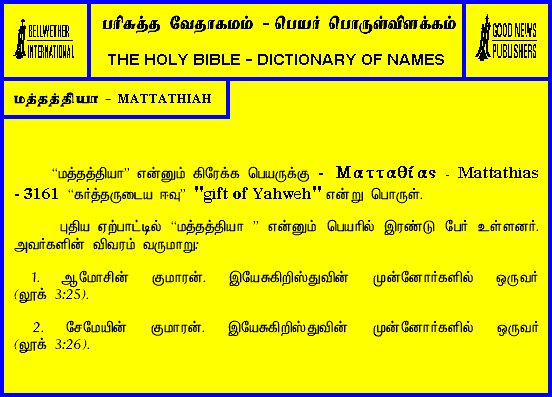 BELLWETHER
INTERNATIONAL
பரிசுத்த வேதாகமம் - பெயர் பொருள்விளக்கம்
THE HOLY BIBLE - DICTIONARY OF NAMES
GOOD NEWS
PUBLISHERS
மத்தத்தியா - MATTATHIAH
“மத்தத்தியா” என்னும் கிரேக்க பெயருக்கு - Ματταθίας - Mattathias
- 3161 “கர்த்தருடைய ஈவு” "gift of Yahweh" என்று பொருள்.
புதிய ஏற்பாட்டில் “மத்தத்தியா ” என்னும் பெயரில் இரண்டு பேர் உள்ளனர்.
அவர்களின் விவரம் வருமாறு:
1. ஆமோசின் குமாரன். இயேசுகிறிஸ்துவின் முன்னோர்களில் ஒருவர்
(லூக் 3:25).
2. சேமேயின் குமாரன். இயேசுகிறிஸ்துவின் முன்னோர்களில் ஒருவர்
(லூக் 3:26).